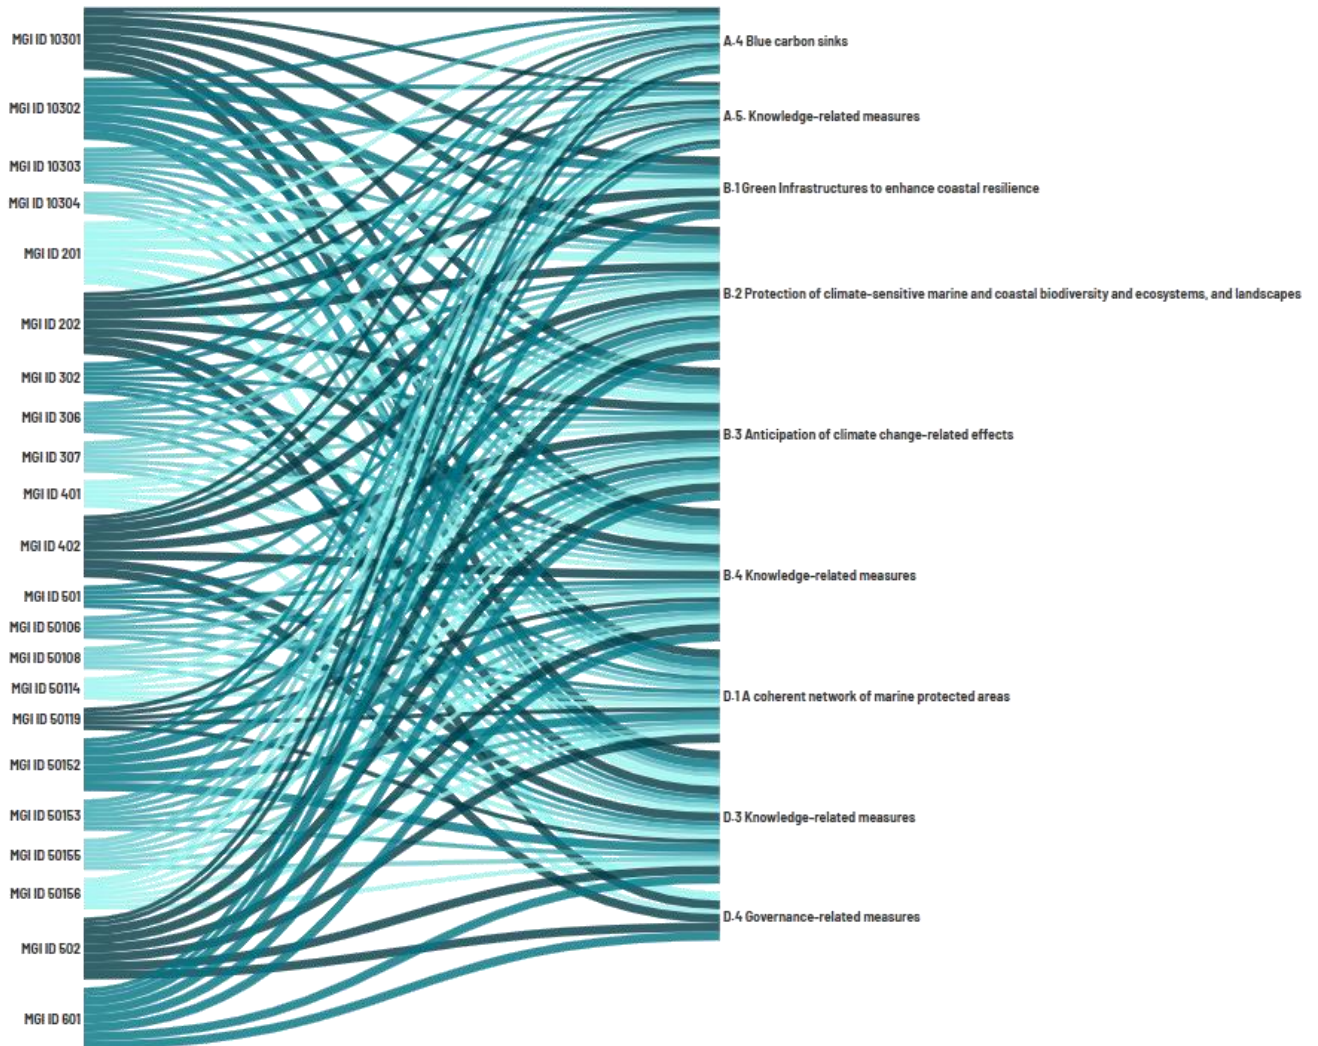 MGI ID 10301
MGI ID 10302
MGI ID 10303
MGI ID 10304
MGI ID 201
MGI ID 202
MGI ID 302
MGI ID 306
MGI ID 307
MGI ID 401
MGI ID 402
MGI ID 501
MGI ID 50106
MGI ID 50108
MGI ID 50114
MGI ID 50119
MGI ID 50152
MGI ID 50153
MGI ID 50155
MGI ID 50156
MGI ID 502
MGI ID 601
A.4 Blue carbon sinks
A.5. Knowledge-related measures
B.1 Green Infrastructures to enhance coastal resilience
B.2 Protection of climate-sensitive marine and coastal biodiversity and ecosystems, and landscapes
B.3 Anticipation of climate change-related effects
B.4 Knowledge-related measures
D.1 A coherent network of marine protected areas
D.3 Knowledge-related measures
D.4 Governance-related measures